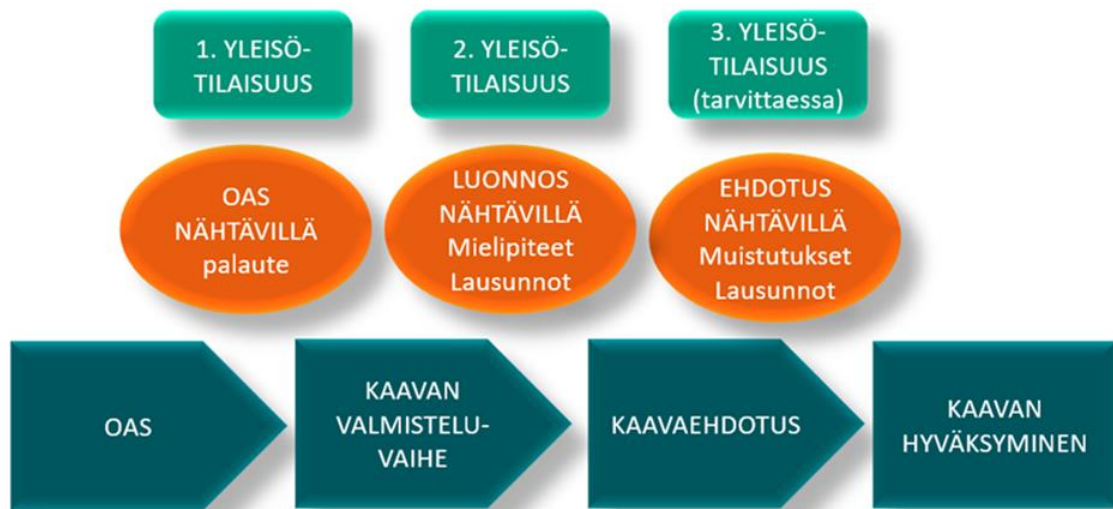 1. YLEISÖ-
TILAISUUS
2. YLEISÖ-
TILAISUUS
3. YLEISÖ-
TILAISUUS
(tarvittaessa)
OAS
NÄHTÄVILLÄ
palaute
LUONNOS
NÄHTÄVILLÄ
Mielipiteet
Lausunnot
EHDOTUS
NÄHTÄVILLÄ
Muistutukset
Lausunnot
OAS
KAAVAN
VALMISTELU-
VAIHE
KAAVAEHDOTUS
KAAVAN
HYVÄKSYMINEN